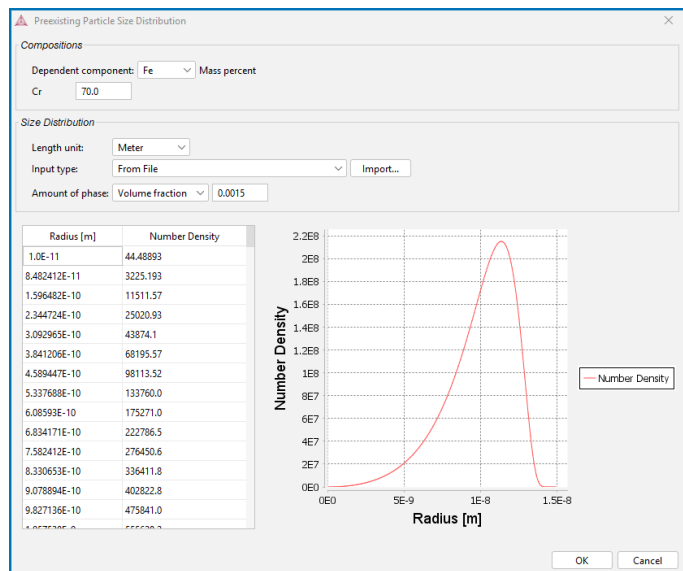 Preexisting Particle Size Distribution
Compositions
Dependent component: Fe Mass percent
Cr 70.0
Size Distribution
Length unit: Meter
Input type: From File Import...
Amount of phase: Volume fraction 0.0015
Radius [m] Number Density
1.0E-11 44.48893
8.482412E-11 3225.193
1.596482E-10 11511.57
2.344724E-10 25020.93
3.092965E-10 43874.1
3.841206E-10 68195.57
4.589447E-10 98113.52
5.337688E-10 133760.0
6.08593E-10 175271.0
6.834171E-10 222786.5
7.582412E-10 276450.6
8.330653E-10 336411.8
9.078894E-10 402822.8
9.827136E-10 475841.0
Number Density
2.2E8
2E8
1.8E8
1.6E8
1.4E8
1.2E8
1E8
8E7
6E7
4E7
2E7
0E0
0E0 5E-9 1E-8 1.5E-8
Radius [m]
Number Density
OK Cancel